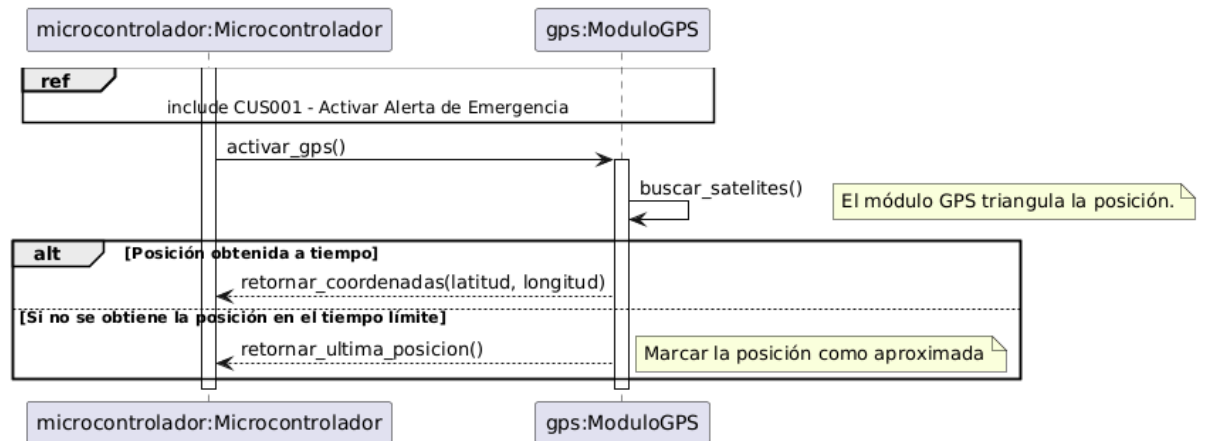 microcontrolador:Microcontrolador
gps:ModuloGPS
ref
include CUS001 - Activar Alerta de Emergencia
activar_gps()
buscar_satelites()
El módulo GPS triangula la posición.
alt
[Posición obtenida a tiempo]
retornar_coordenadas(latitud, longitud)
[Si no se obtiene la posición en el tiempo límite]
retornar_ultima_posicion()
Marcar la posición como aproximada
microcontrolador:Microcontrolador
gps:ModuloGPS